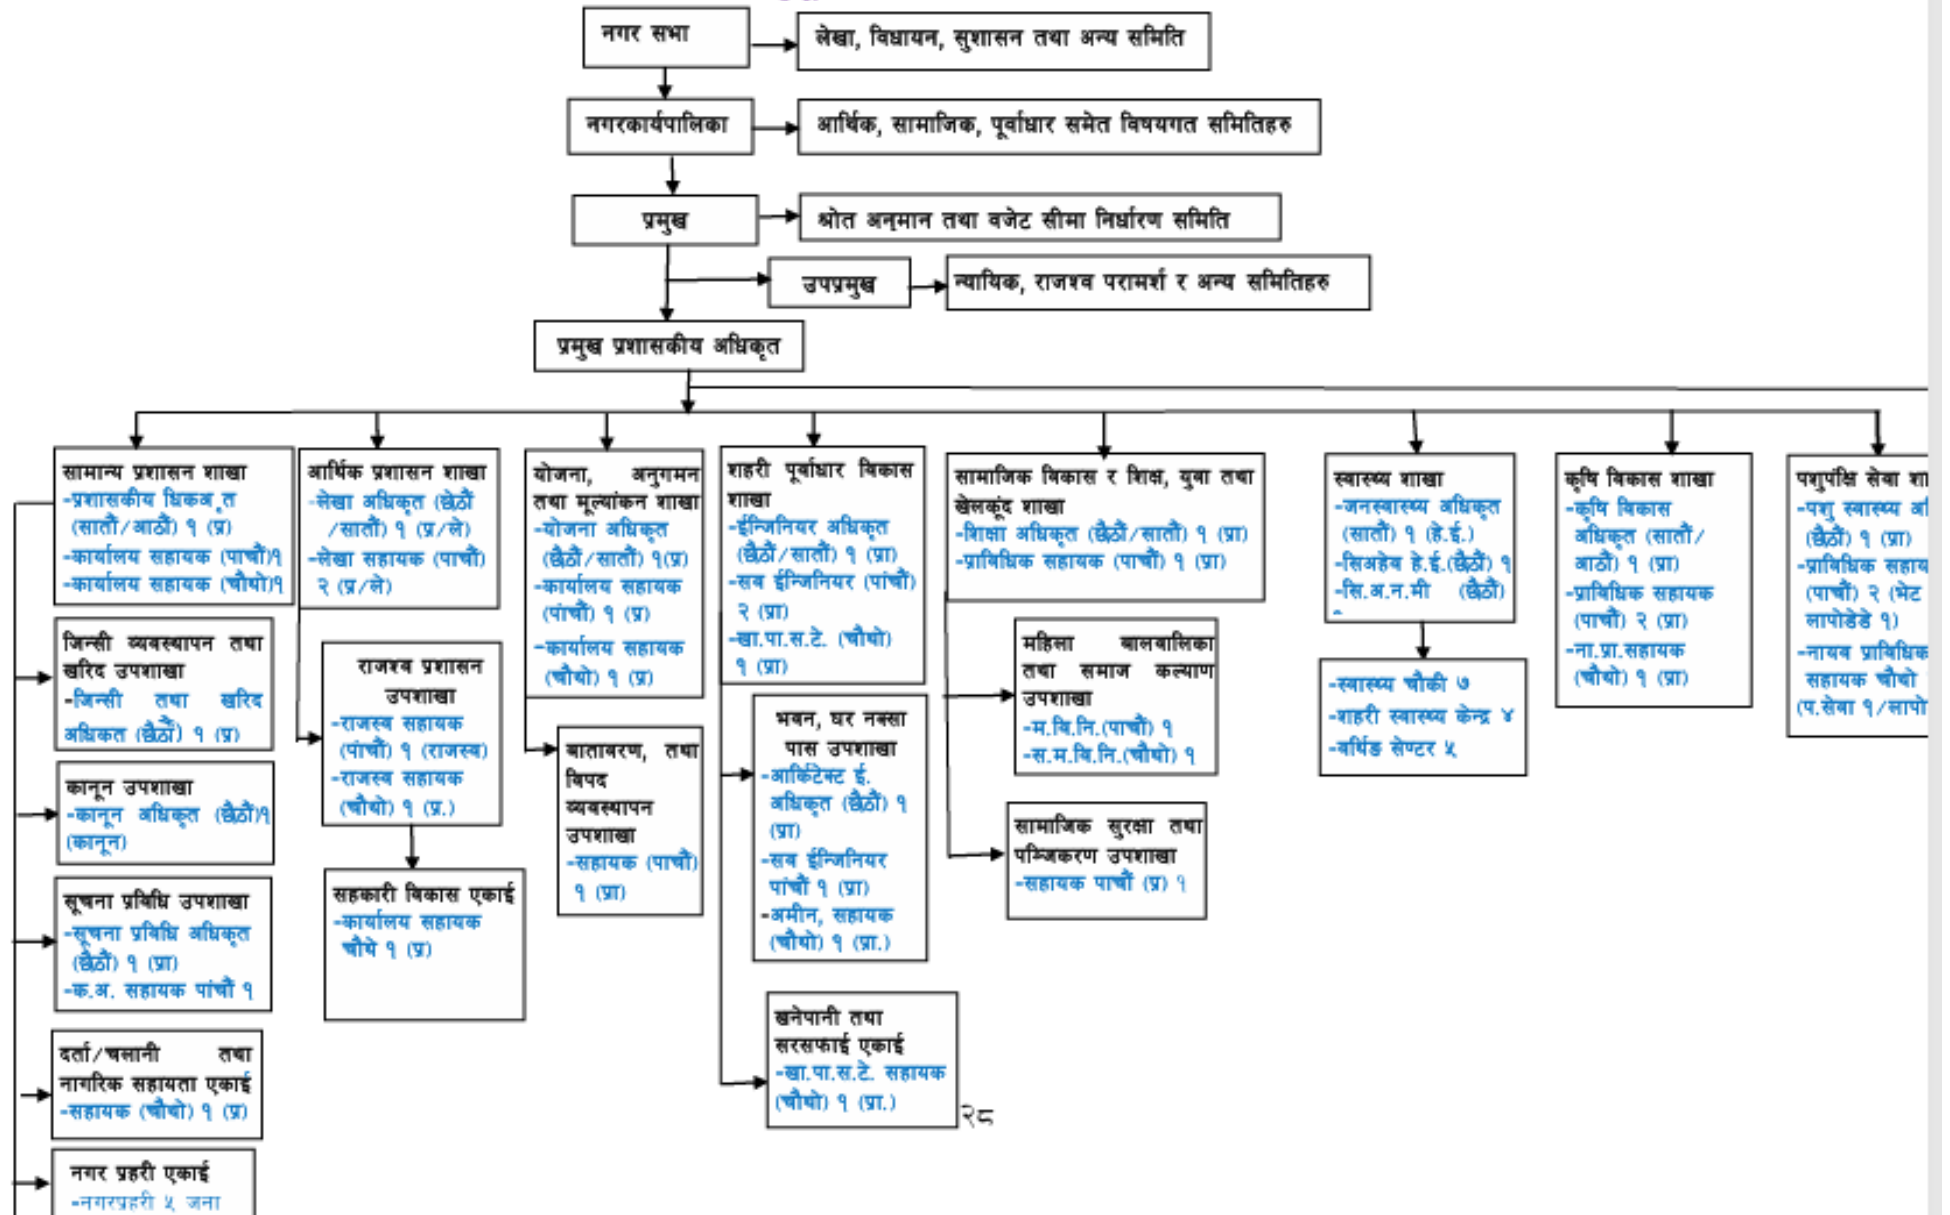 नगर सभा
लेखा, विधायन, सुशासन तथा अन्य समिति
नगरकार्यपालिका
आर्थिक, सामाजिक, पूर्वाधार समेत विषयगत समितिहरु
प्रमुख
श्रोत अनुमान तथा वजेट सीमा निर्धारण समिति
उपप्रमुख
न्यायिक, राजश्व परामर्श र अन्य समितिहरु
प्रमुख प्रशासकीय अधिकृत
सामान्य प्रशासन शाखा
-प्रशासकीय धिकअृत
(सातौं/आठौं) १ (प्र)
-कार्यालय सहायक (पाचौं)१
-कार्यालय सहायक (चौथो)१
जिन्सी व्यवस्थापन तथा
खरिद उपशाखा
-जिन्सी तथा खरिद
अधिकृत (छैठौं) १ (प्र)
कानून उपशाखा
-कानून अधिकृत (छैठौं)१
(कानून)
सूचना प्रविधि उपशाखा
-सूचना प्रविधि अधिकृत
(छैठौं) १ (प्रा)
-क.अ. सहायक पांचौं १
दर्ता/चलानी तथा
नागरिक सहायता एकाई
-सहायक (चौथो) १ (प्र)
नगर प्रहरी एकाई
-नगरप्रहरी ५ जना
आर्थिक प्रशासन शाखा
-लेखा अधिकृत (छैठौं
/सातौं) १ (प्र/ले)
-लेखा सहायक (पाचौं)
२ (प्र/ले)
राजश्व प्रशासन
उपशाखा
-राजस्व सहायक
(पांचौं) १ (राजस्व)
-राजस्व सहायक
(चौथो) १ (प्र.)
सहकारी विकास एकाई
-कार्यालय सहायक
चौथे १ (प्र)
योजना, अनुगमन
तथा मूल्यांकन शाखा
-योजना अधिकृत
(छैठौं/सातौं) १(प्र)
-कार्यालय सहायक
(पांचौं) १ (प्र)
-कार्यालय सहायक
(चौथो) १ (प्र)
वातावरण, तथा
विपद
व्यवस्थापन
उपशाखा
-सहायक (पाचौं)
१ (प्रा)
शहरी पूर्वाधार विकास
शाखा
-ईन्जिनियर अधिकृत
(छैठौं/सातौं) १ (प्रा)
-सव ईन्जिनियर (पांचौं)
२ (प्रा)
-खा.पा.स.टे. (चौथो)
१ (प्रा)
भवन, घर नक्सा
पास उपशाखा
-आर्किटेक्ट ई.
अधिकृत (छैठौं) १
(प्रा)
-सव ईन्जिनियर
पांचौं १ (प्रा)
-अमीन, सहायक
(चौथो) १ (प्रा.)
खनेपानी तथा
सरसफाई एकाई
-खा.पा.स.टे. सहायक
(चौथो) १ (प्रा.)
सामाजिक विकास र शिक्ष, युवा तथा
खेलकूंद शाखा
-शिक्षा अधिकृत (छैठौं/सातौं) १ (प्रा)
-प्राविधिक सहायक (पाचौं) १ (प्रा)
महिला वालवालिका
तथा समाज कल्याण
उपशाखा
-म.वि.नि.(पाचौं) १
-स.म.वि.नि.(चौथो) १
सामाजिक सुरक्षा तथा
पञ्जिकरण उपशाखा
-सहायक पाचौं (प्र) १
स्वास्थ्य शाखा
-जनस्वास्थ्य अधिकृत
(सातौं) १ (हे.ई.)
-सिअहेव हे.ई.(छैठौं) १
-सि.अ.न.मी (छैठौं)
-स्वास्थ्य चौकी ७
-शहरी स्वास्थ्य केन्द्र ४
-वर्थिङ सेण्टर ५
कृषि विकास शाखा
-कृषि विकास
अधिकृत (सातौं/
आठौं) १ (प्रा)
-प्राविधिक सहायक
(पाचौं) २ (प्रा)
-ना.प्रा.सहायक
(चौथो) १ (प्रा)
पशुपंक्षि सेवा शा
-पशु स्वास्थ्य अ
(छैठौं) १ (प्रा)
-प्राविधिक सहाय
(पाचौं) २ (भेट
लापोडेडे १)
-नायव प्राविधिक
सहायक चौथो
(प.सेवा १/लापो
२८